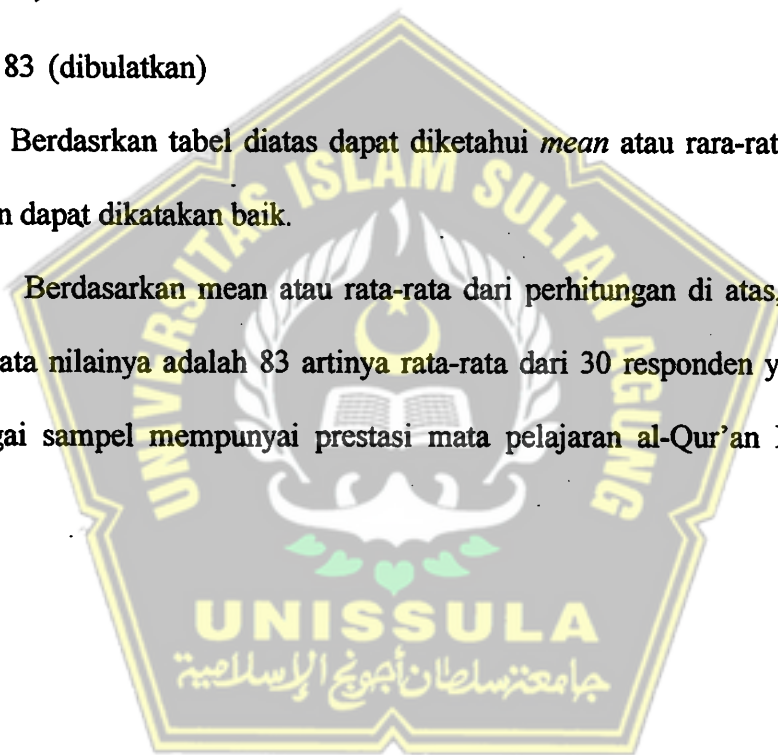 83 (dibulatkan)
Berdasrkan tabel diatas dapat diketahui mean atau rara-rat
n dapat dikatakan baik.
Berdasarkan mean atau rata-rata dari perhitungan di atas,
ata nilainya adalah 83 artinya rata-rata dari 30 responden y
gai sampel mempunyai prestasi mata pelajaran al-Qur'an
UNIVERSITAS ISLAM SULTAN AGUNG
UNISSULA
جامعتسلطان أجونج الإسلامية